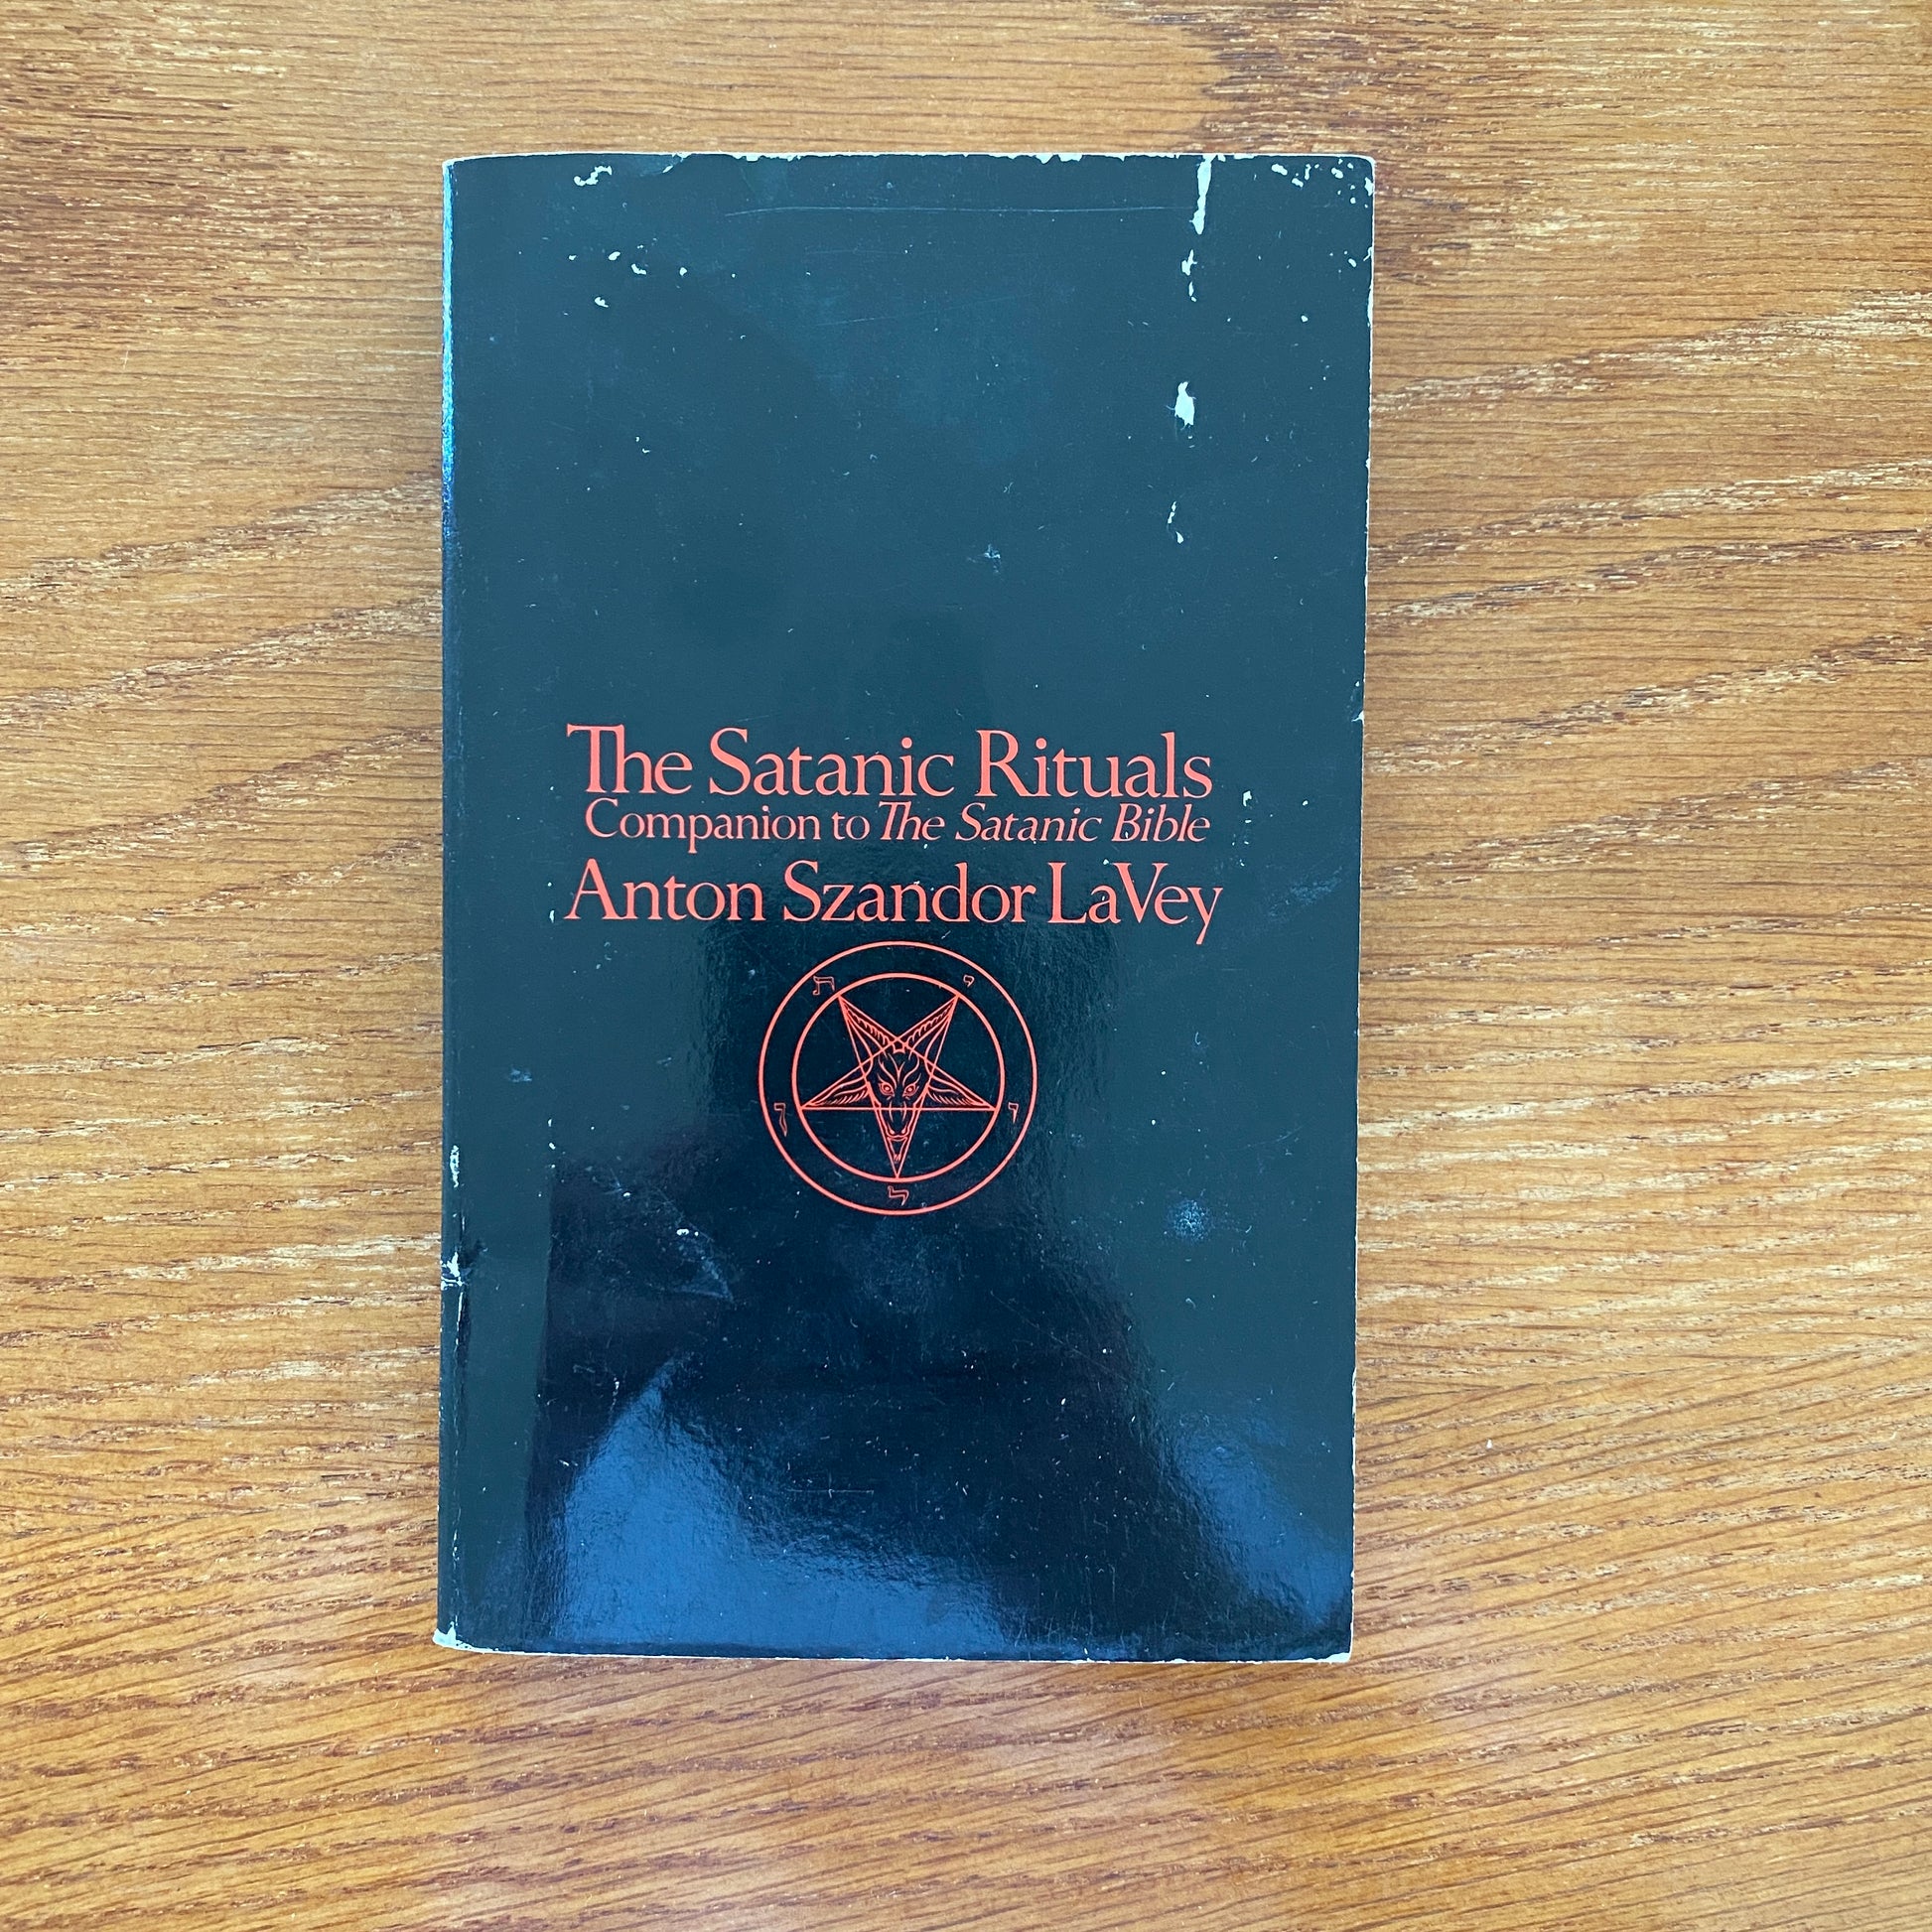 The Satanic Rituals
Companion to The Satanic Bible
Anton Szandor LaVey
ת
י
ן
ו
ל